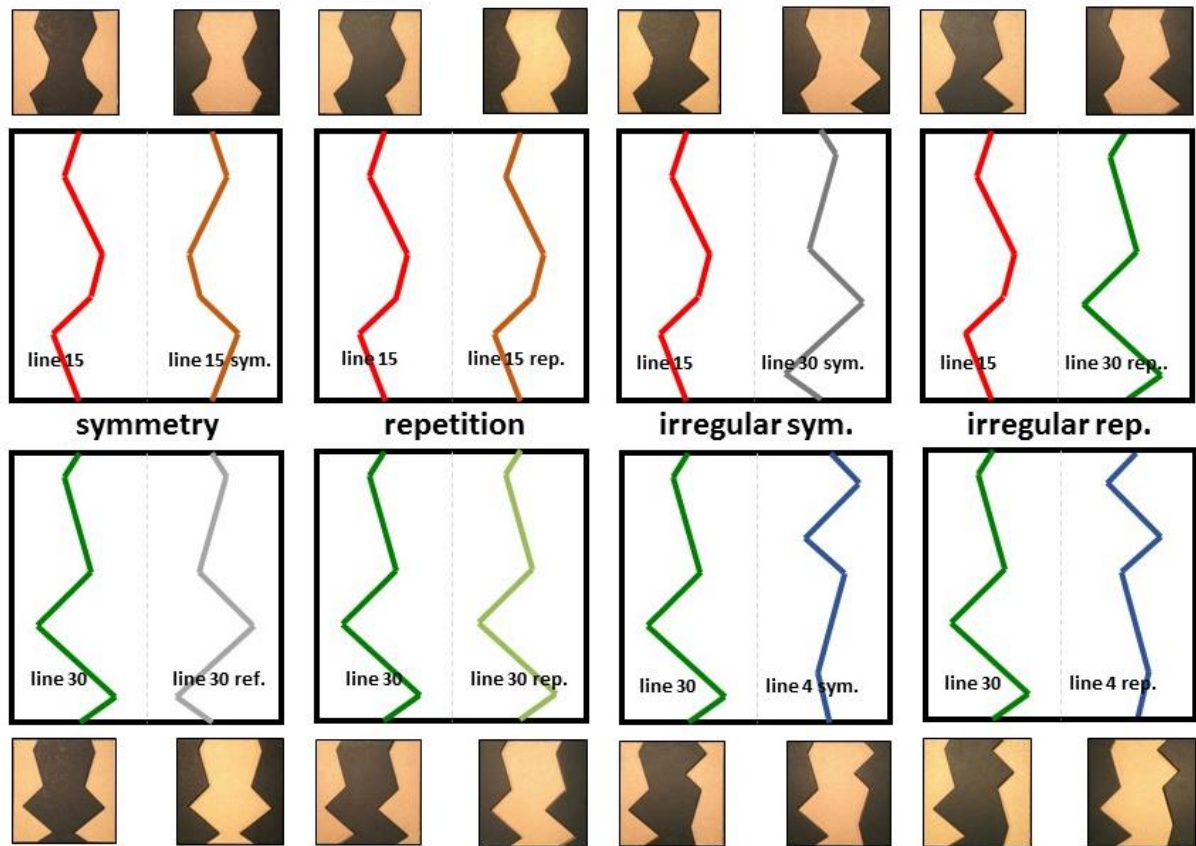 line 15
line 15 sym.
line 15
line 15 rep.
line 15
line 30 sym.
line 15
line 30 rep..
symmetry
repetition
irregular sym.
irregular rep.
line 30
line 30 ref.
line 30
line 30 rep.
line 30
line 4 sym.
line 30
line 4 rep.